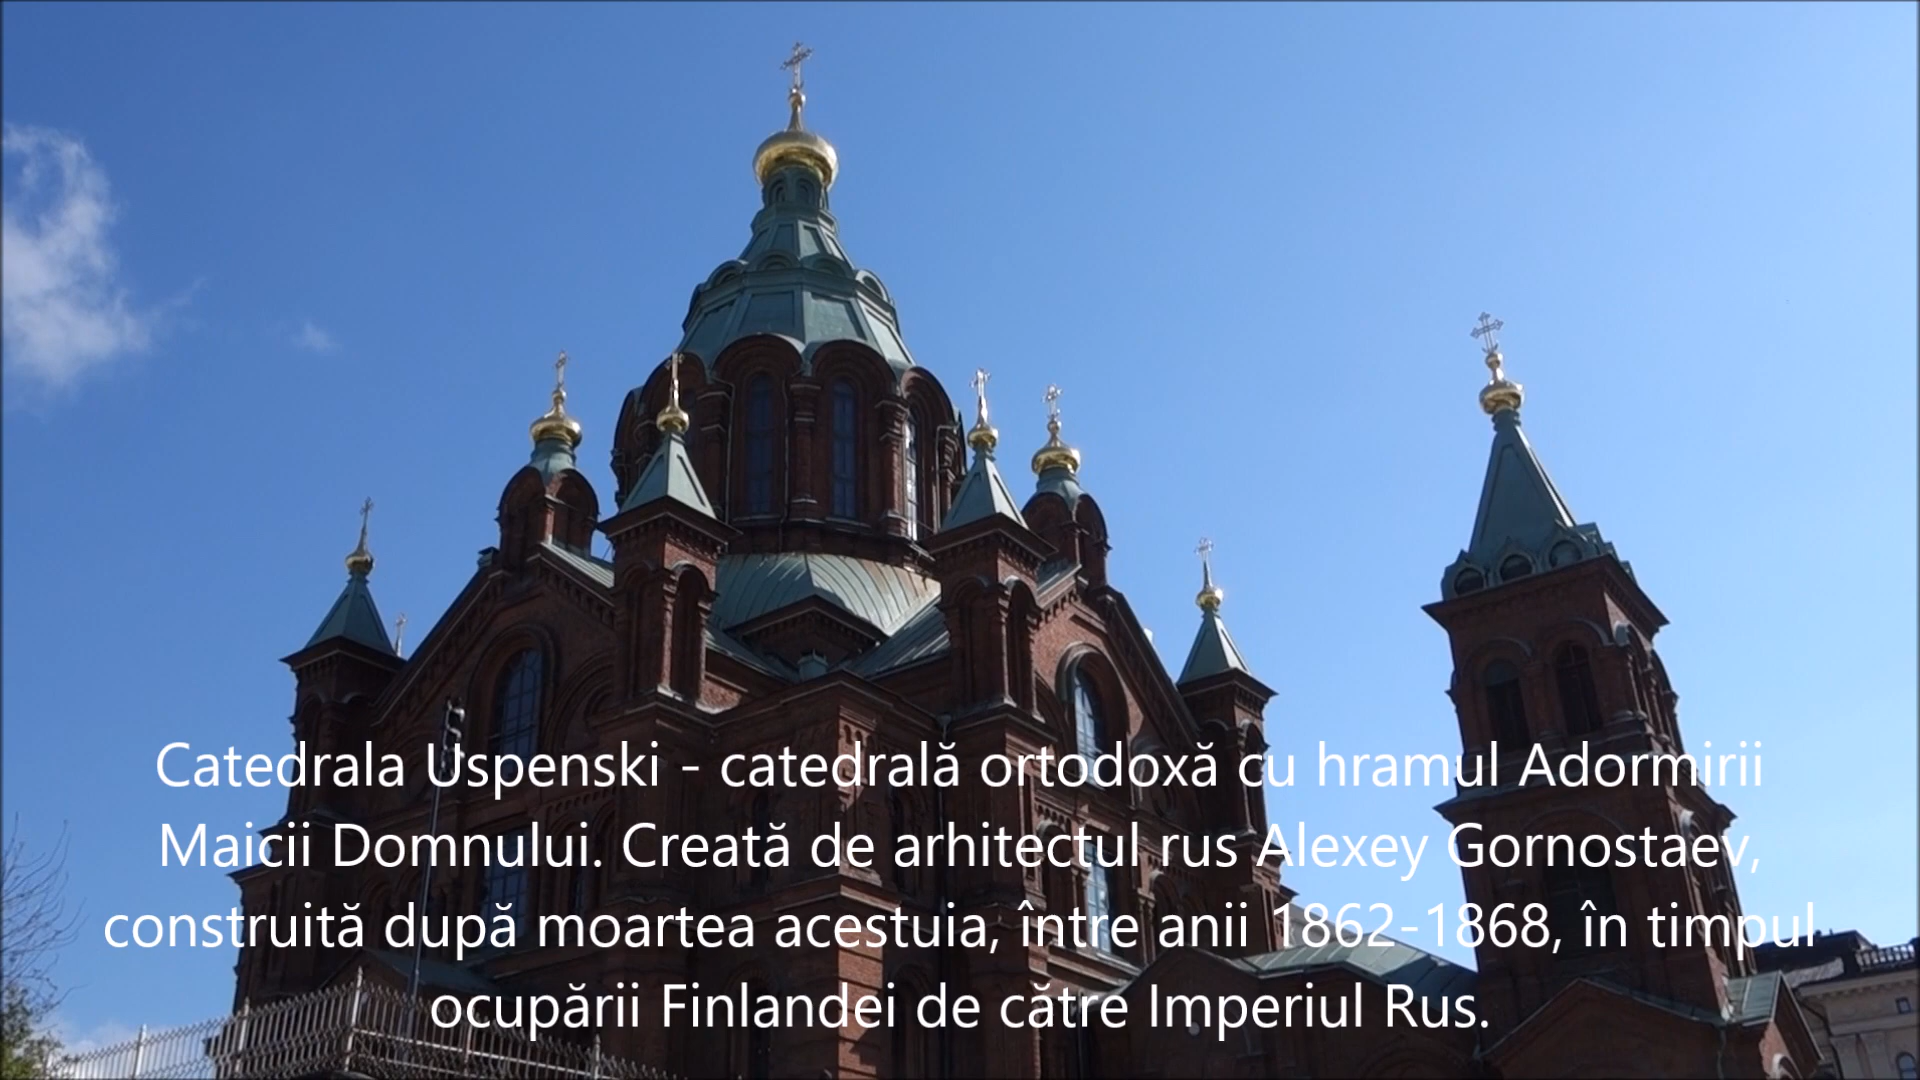 Catedrala Uspenski - catedrală ortodoxă cu hramul Adormirii
Maicii Domnului. Creată de arhitectul rus Alexey Gornostaev,
construită după moartea acestuia, între anii 1862-1868, în timpul
ocupării Finlandei de către Imperiul Rus.